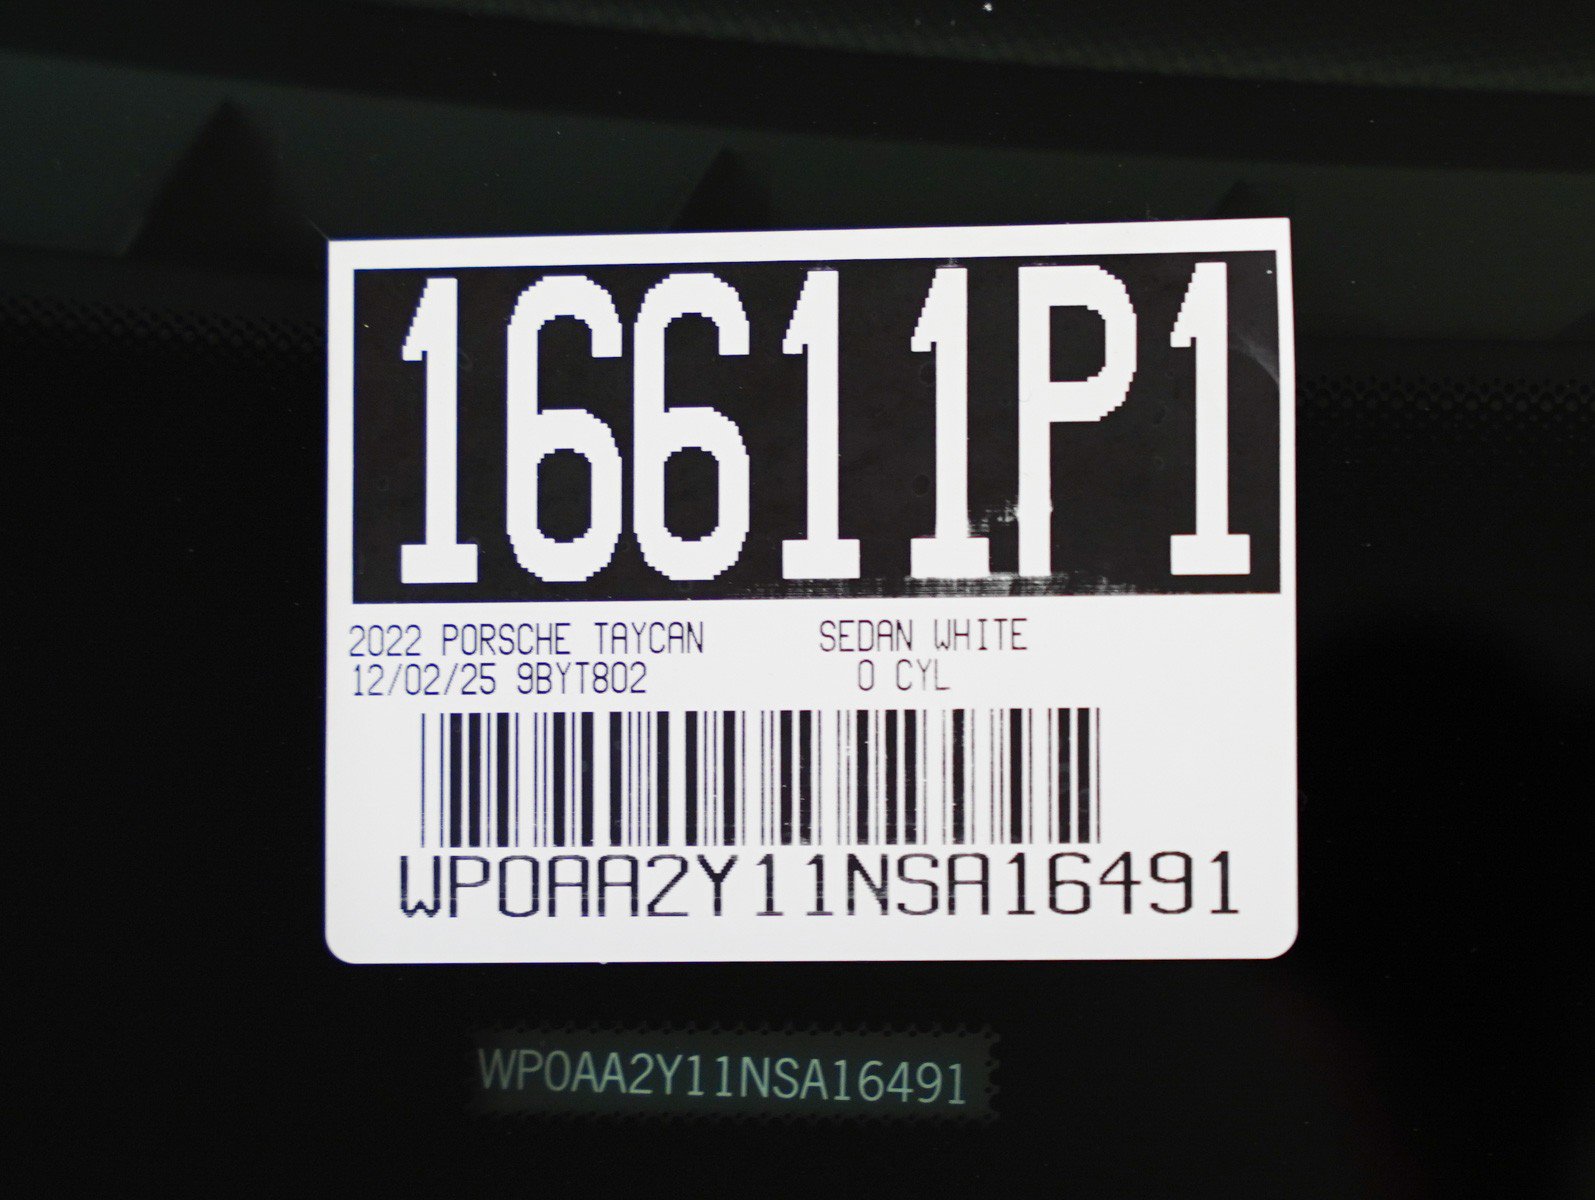 16611P1
2022 PORSCHE TAYCAN SEDAN WHITE
12/02/25 9BYT802 0 CYL
WP0AA2Y11NSA16491
WP0AA2Y11NSA16491